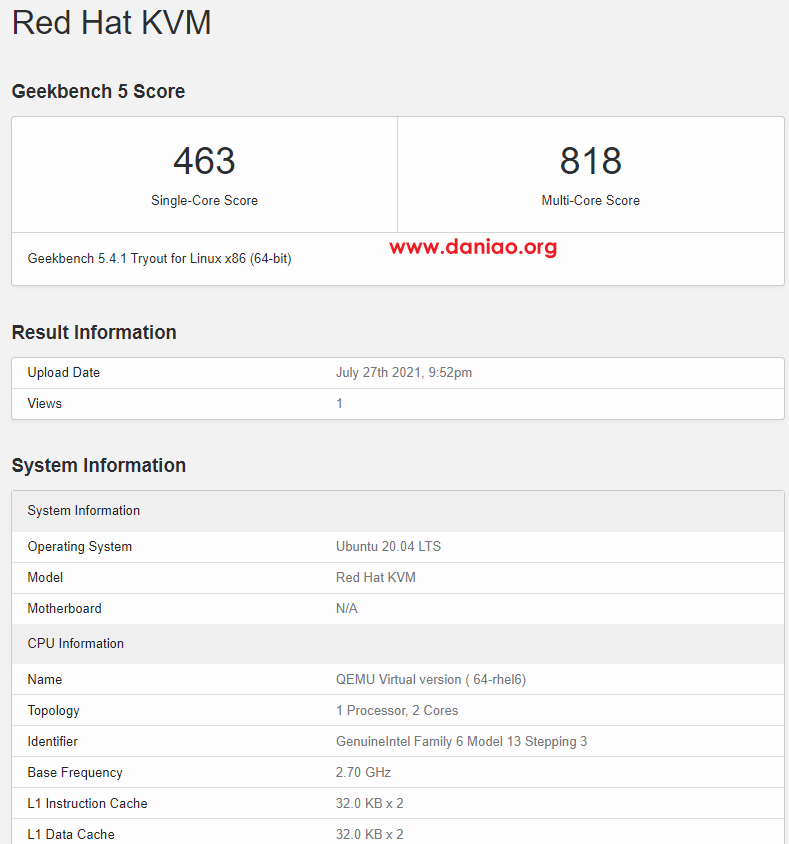 Red Hat KVM
Geekbench 5 Score
463
818
Single-Core Score
Multi-Core Score
www.daniao.org
Geekbench 5.4.1 Tryout for Linux x86 (64-bit)
Result Information
Upload Date July 27th 2021, 9:52pm
Views 1
System Information
System Information
Operating System Ubuntu 20.04 LTS
Model Red Hat KVM
Motherboard N/A
CPU Information
Name QEMU Virtual version ( 64-rhel6)
Topology 1 Processor, 2 Cores
Identifier GenuineIntel Family 6 Model 13 Stepping 3
Base Frequency 2.70 GHz
L1 Instruction Cache 32.0 KB x 2
L1 Data Cache 32.0 KB x 2